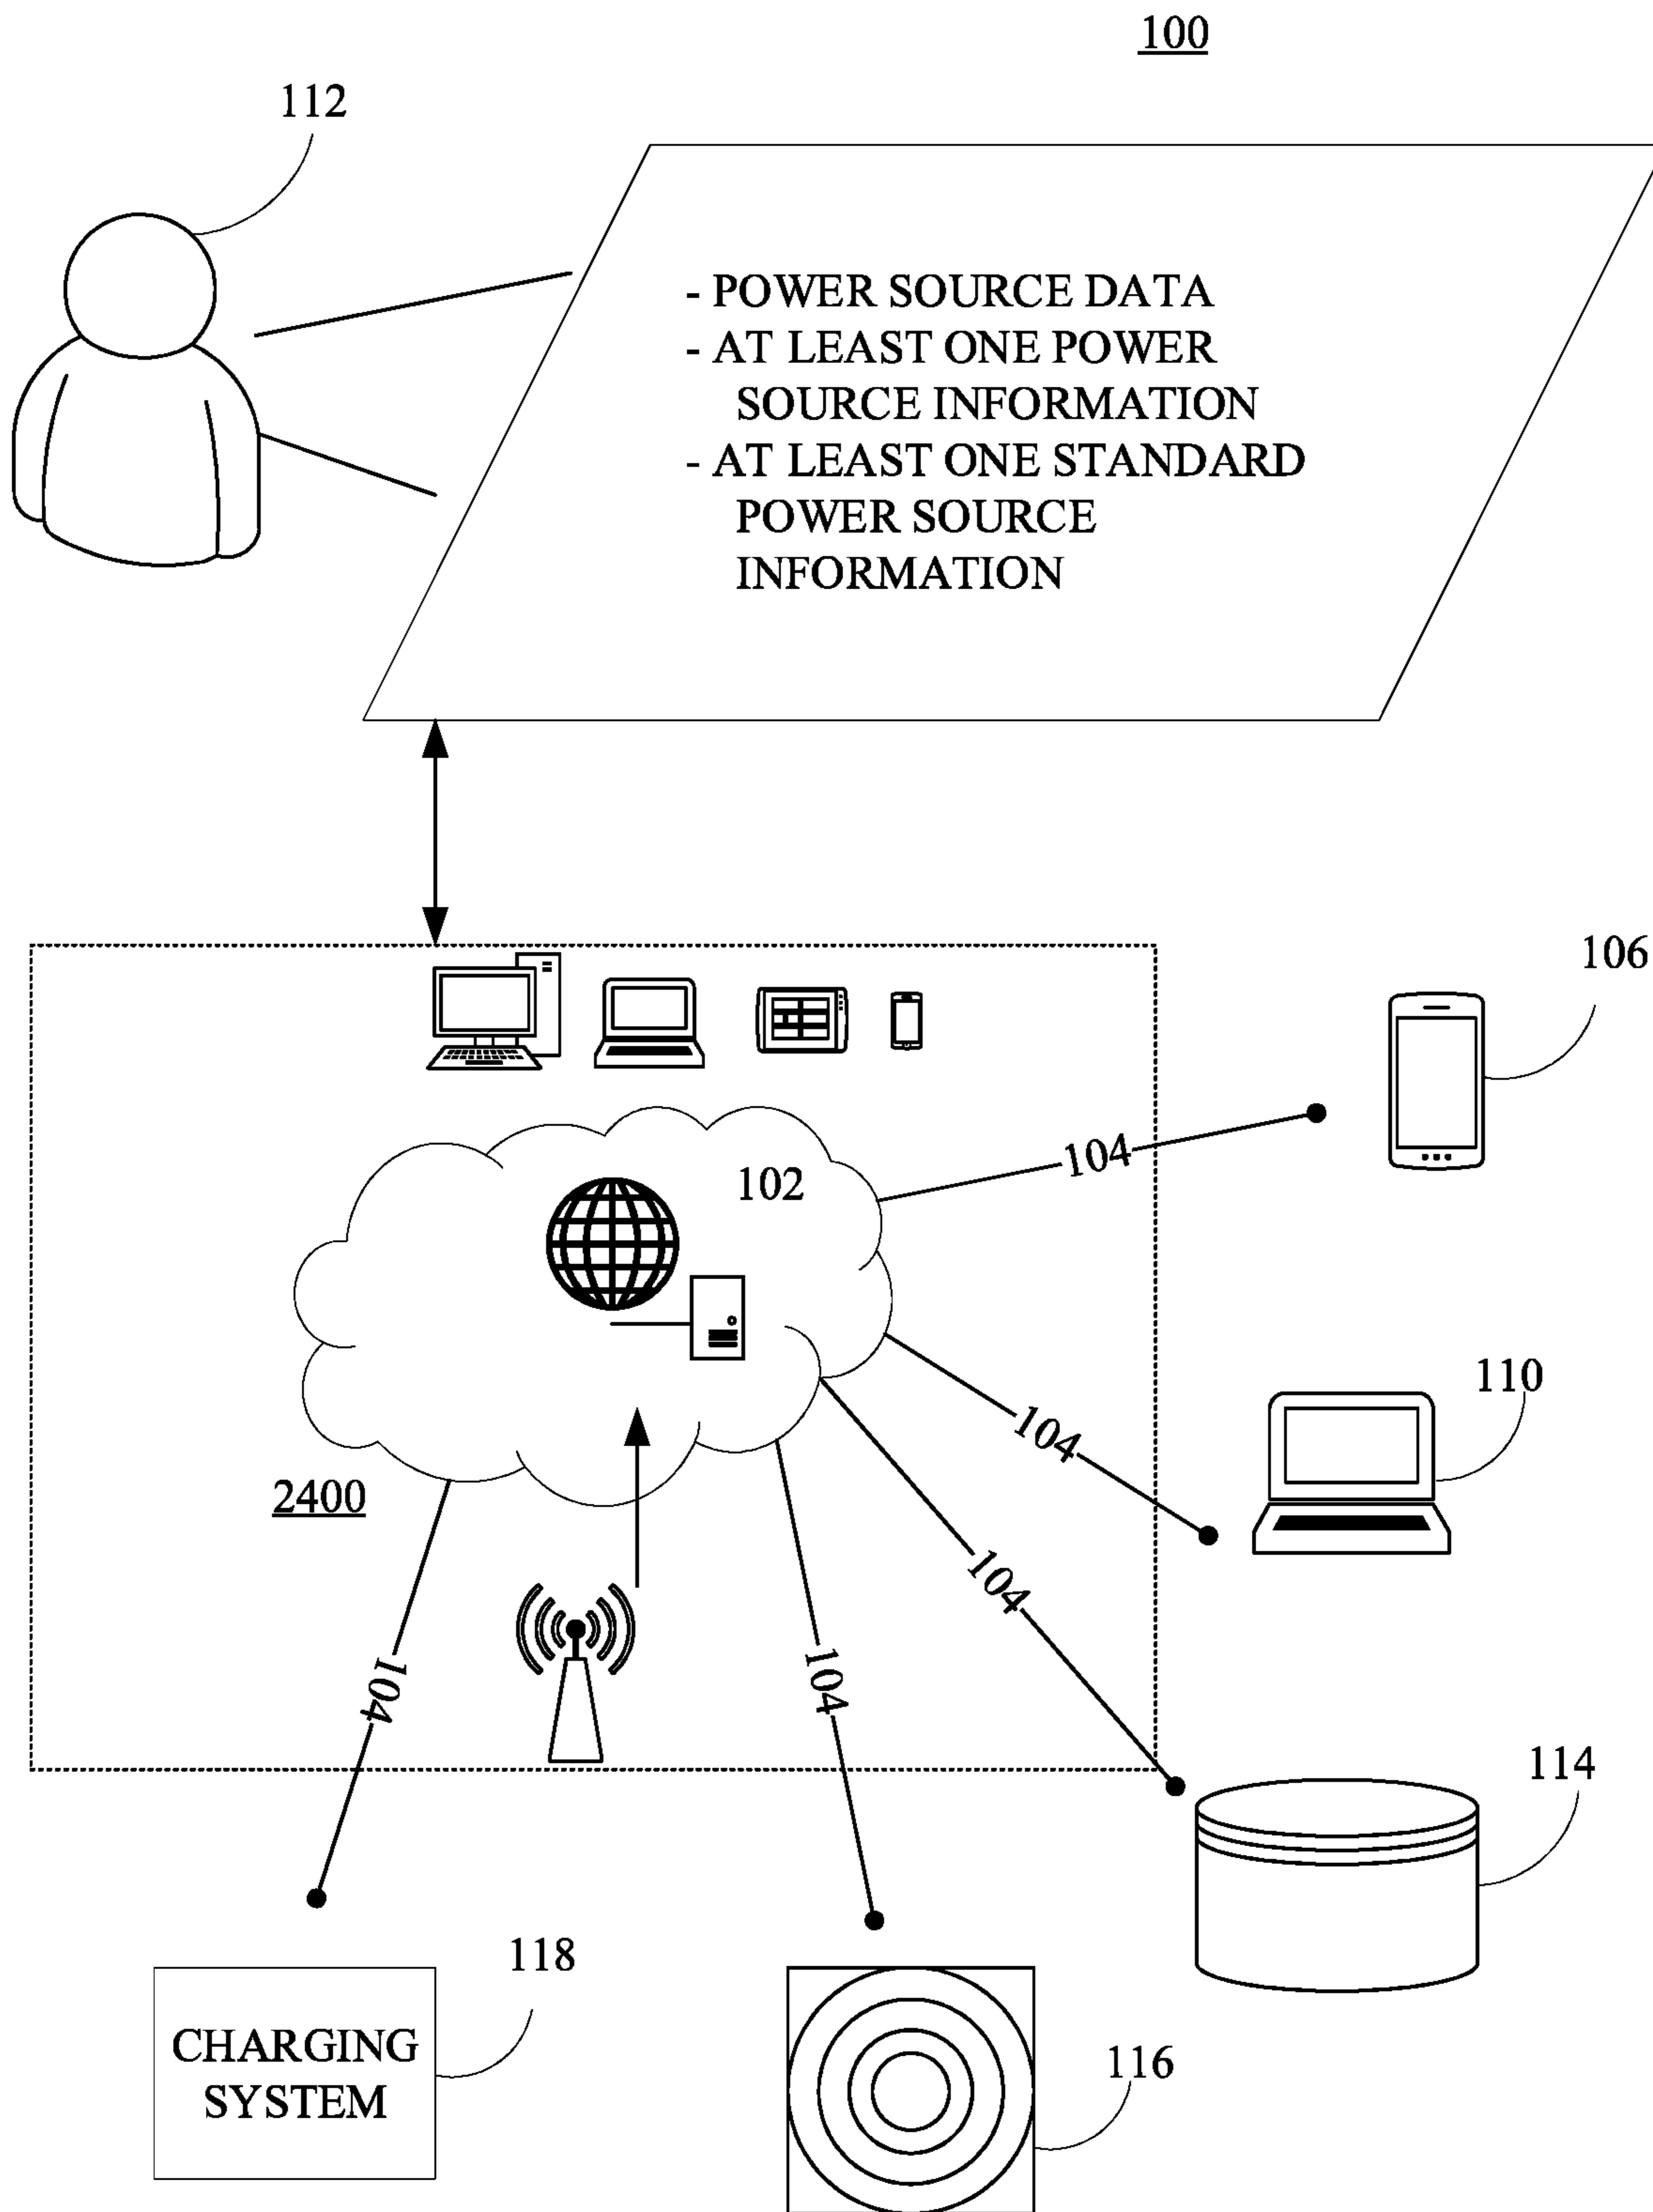 100
112
- POWER SOURCE DATA
- AT LEAST ONE POWER
SOURCE INFORMATION
- AT LEAST ONE STANDARD
POWER SOURCE
INFORMATION
106
104
102
110
104
2400
104
104
104
114
118
CHARGING
SYSTEM
116